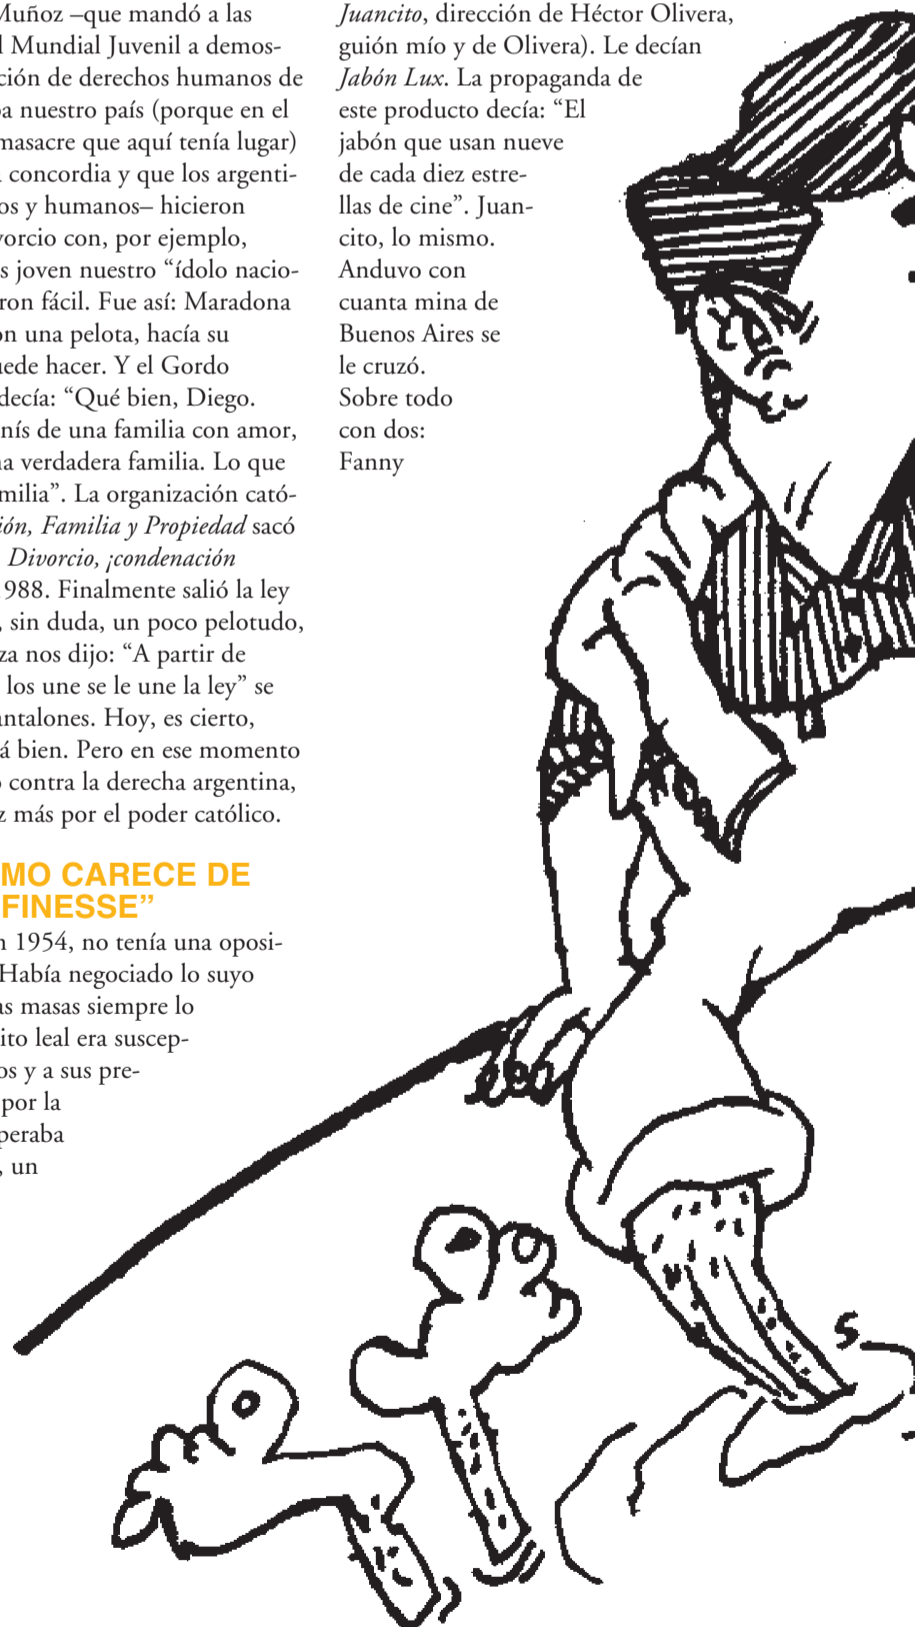 Muñoz –que mandó a las
l Mundial Juvenil a demos-
ción de derechos humanos de
a nuestro país (porque en el
masacre que aquí tenía lugar)
concordia y que los argenti-
os y humanos– hicieron
vorcio con, por ejemplo,
s joven nuestro “ídolo nacio-
ron fácil. Fue así: Maradona
on una pelota, hacía su
uede hacer. Y el Gordo
decía: “Qué bien, Diego.
nís de una familia con amor,
na verdadera familia. Lo que
milia”. La organización cató-
ión, Familia y Propiedad sacó
Divorcio, ¡condenación
1988. Finalmente salió la ley
, sin duda, un poco pelotudo,
za nos dijo: “A partir de
los une se le une la ley” se
antalones. Hoy, es cierto,
á bien. Pero en ese momento
o contra la derecha argentina,
z más por el poder católico.
MO CARECE DE
FINESSE”
n 1954, no tenía una oposi-
Había negociado lo suyo
as masas siempre lo
ito leal era suscep-
os y a sus pre-
por la
peraba
, un
Juancito, dirección de Héctor Olivera,
guión mío y de Olivera). Le decían
Jabón Lux. La propaganda de
este producto decía: “El
jabón que usan nueve
de cada diez estre-
llas de cine”. Juan-
cito, lo mismo.
Anduvo con
cuanta mina de
Buenos Aires se
le cruzó.
Sobre todo
con dos:
Fanny